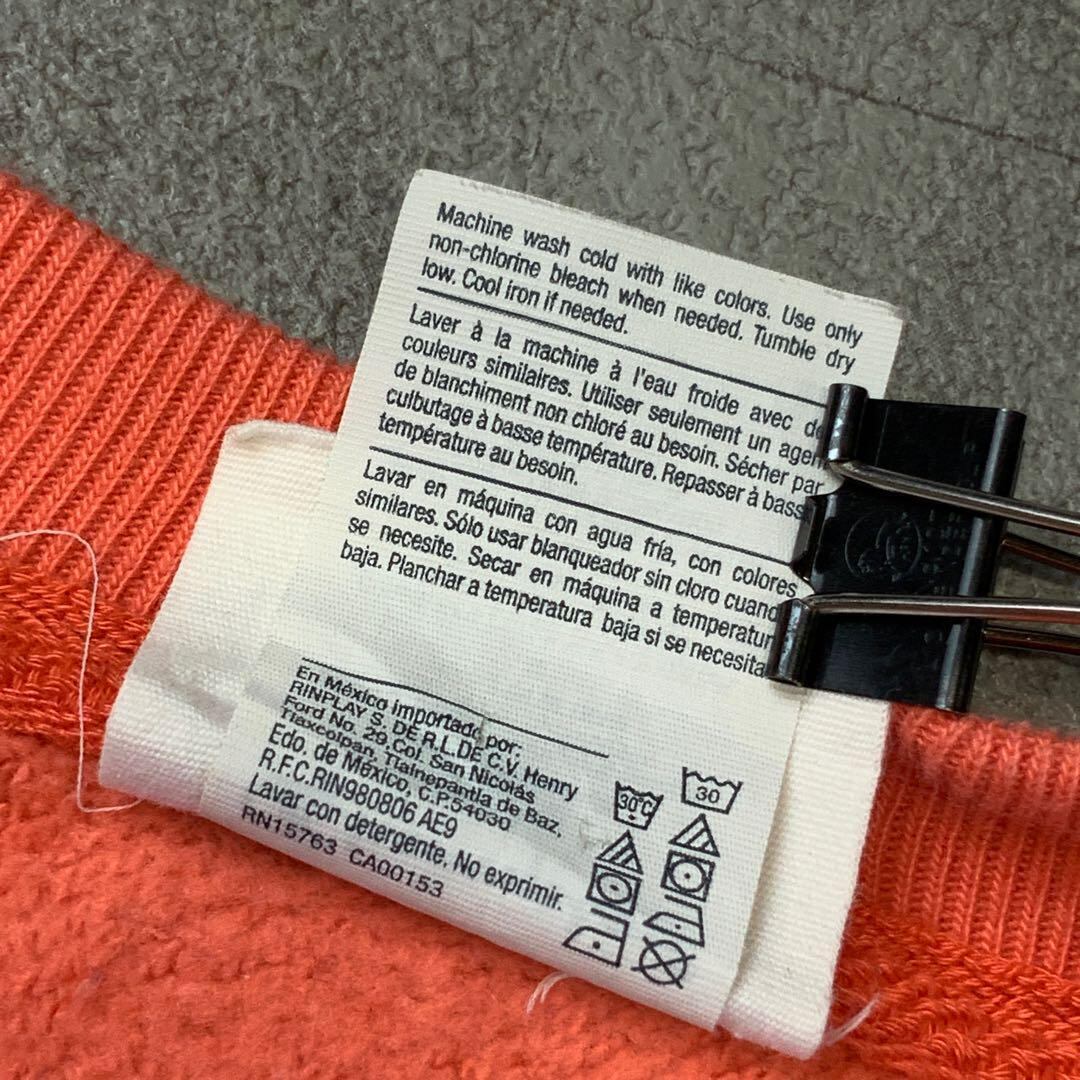 Machine wash cold with like colors. Use only
non-chlorine bleach when needed. Tumble dry
low. Cool iron if needed.
Laver à la machine à l'eau froide avec d
couleurs similaires. Utiliser seulement un agen
de blanchiment non chloré au besoin. Sécher par
culbutage à basse température. Repasser à bass
température au besoin.
Lavar en máquina con agua fría, con colores
similares. Sólo usar blanqueador sin cloro cuand
se necesite. Secar en máquina a temperatur
baja. Planchar a temperatura baja si se necesita
En México importado por:
RINPLAY S. DE R.L.DE C.V. Henry
Ford No. 29,Col. San Nicolás
Tlaxcolpan, Tlalnepantla de Baz,
Edo. de México, C.P.54030
R.F.C.RIN980806 AE9
Lavar con detergente. No exprimir.
RN15763 CA00153
30°C
30